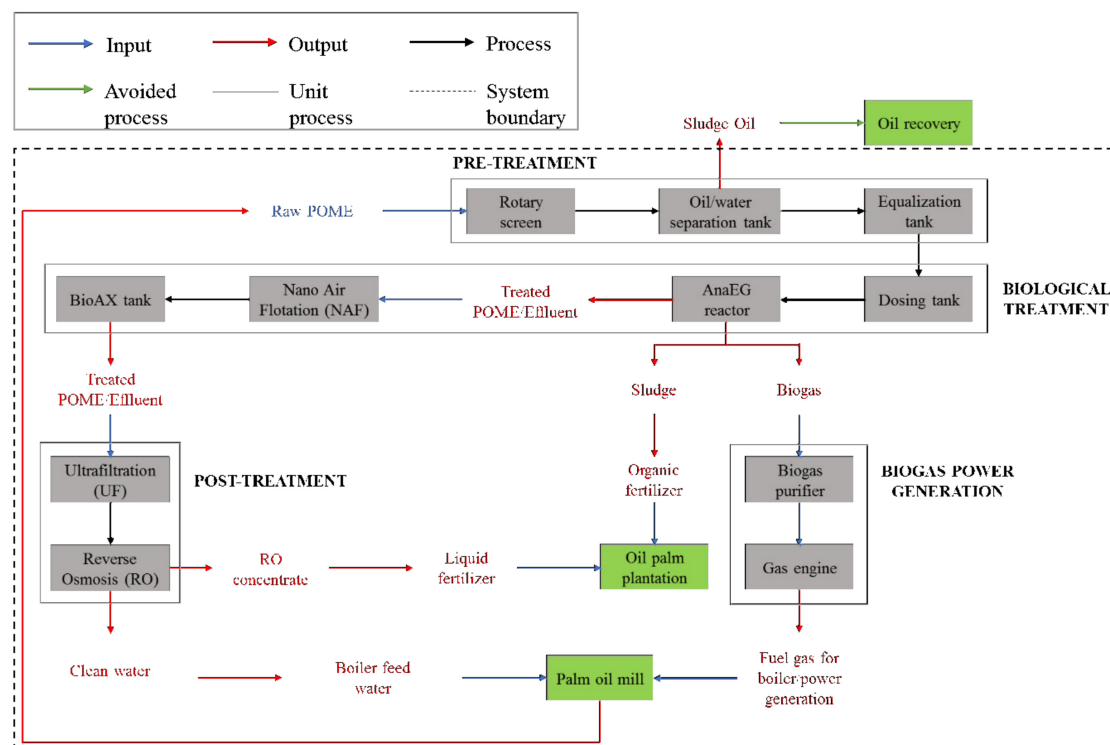 Input
Output
Process
Avoided
process
Unit
process
System
boundary
Sludge Oil
Oil recovery
PRE-TREATMENT
Raw POME
Rotary
screen
Oil/water
separation tank
Equalization
tank
BioAX tank
Nano Air
Flotation (NAF)
Treated
POME/Effluent
AnaEG
reactor
Dosing tank
BIOLOGICAL
TREATMENT
Treated
POME/Effluent
Sludge
Biogas
Ultrafiltration
(UF)
POST-TREATMENT
Organic
fertilizer
Biogas
purifier
BIOGAS POWER
GENERATION
Reverse
Osmosis (RO)
RO
concentrate
Liquid
fertilizer
Oil palm
plantation
Gas engine
Clean water
Boiler feed
water
Palm oil mill
Fuel gas for
boiler/power
generation